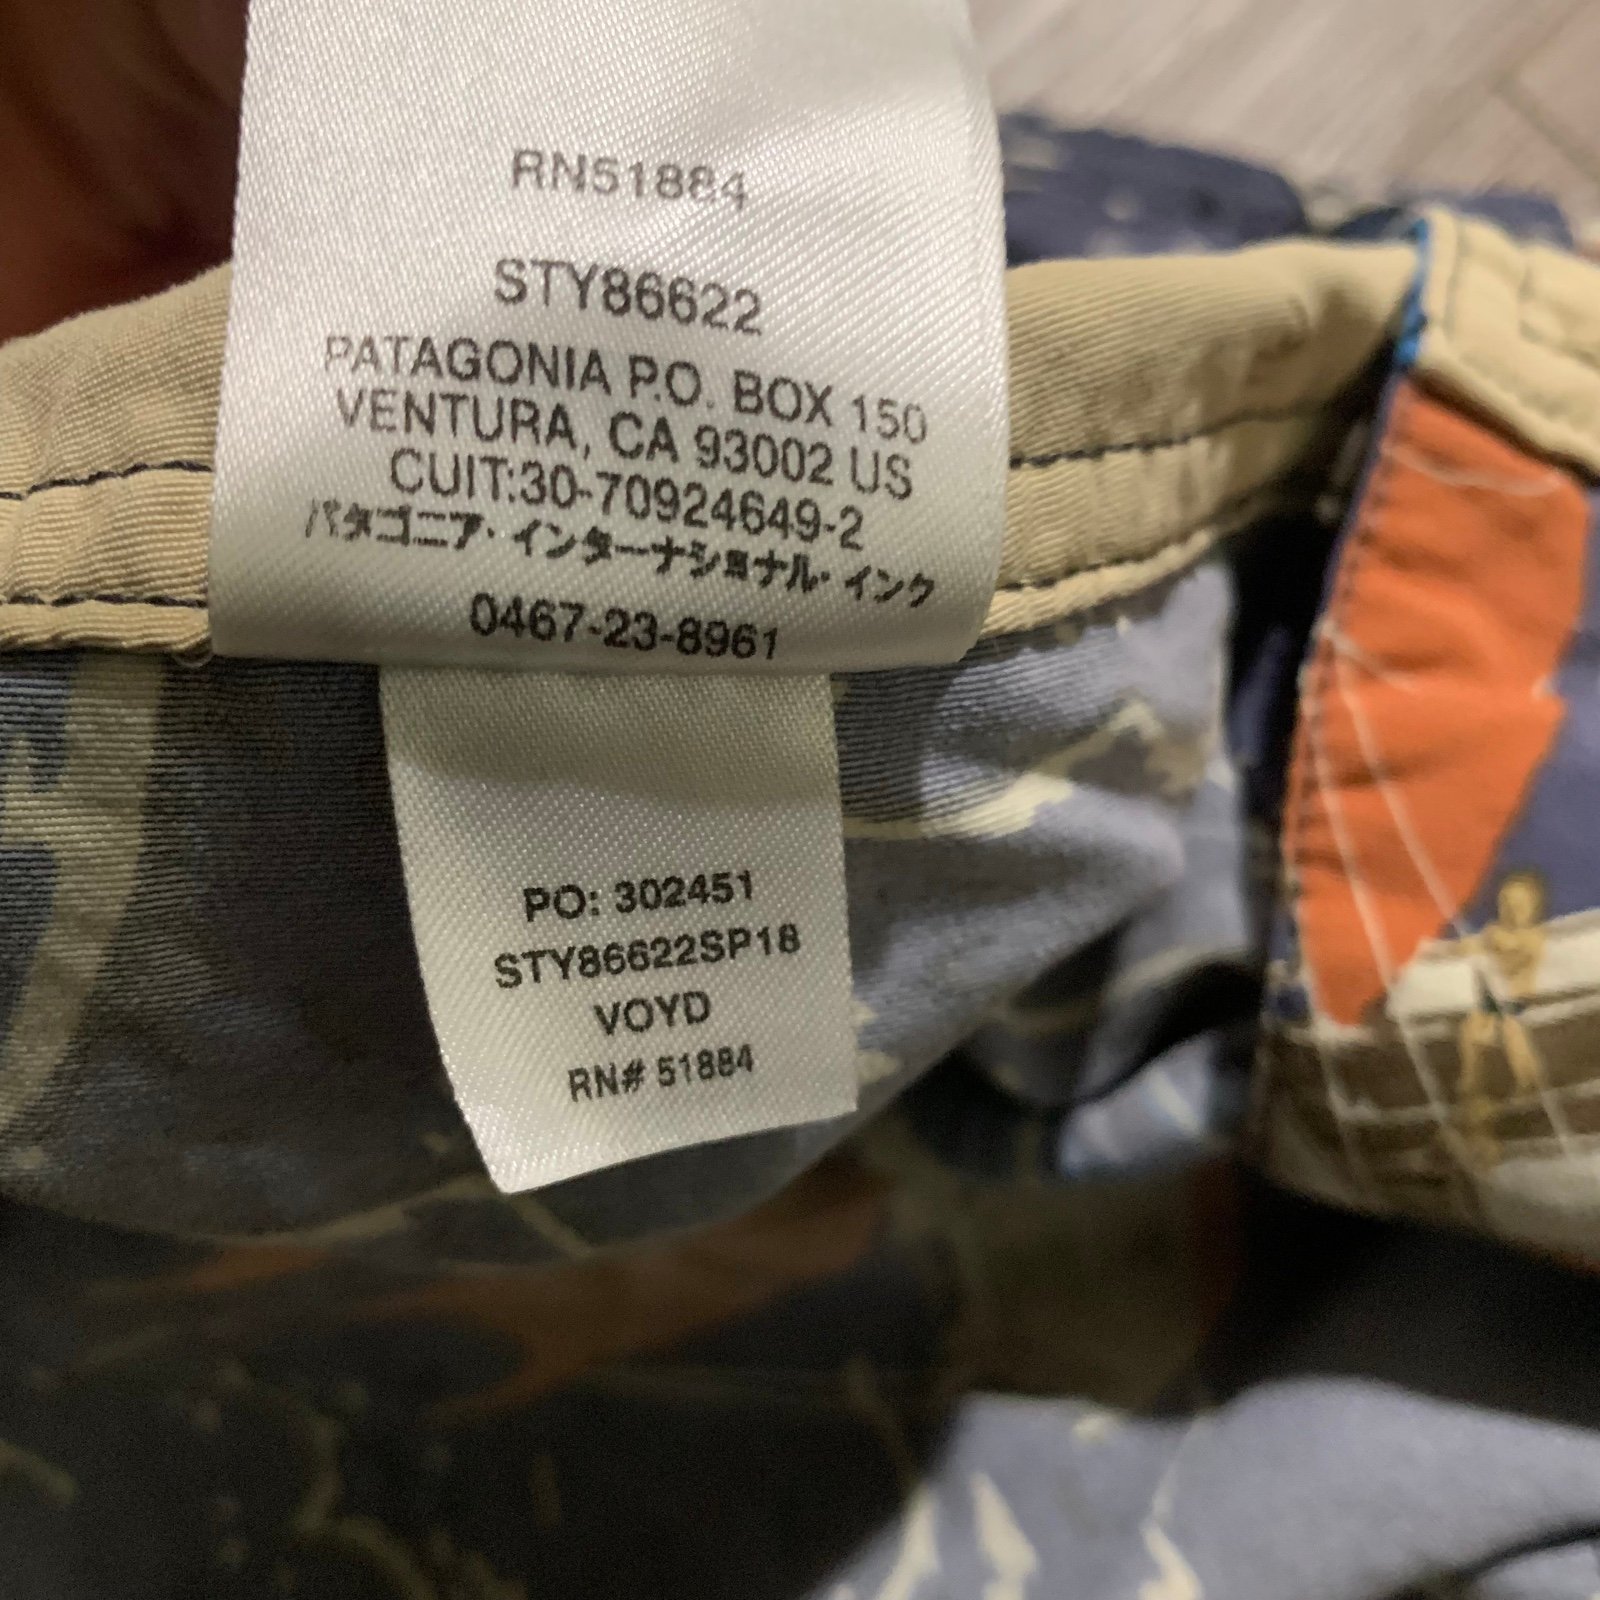 RN51884
STY86622
PATAGONIA P.O. BOX 150
VENTURA, CA 93002 US
CUIT:30-70924649-2
パタゴニア・インターナショナル・インク
0467-23-8961
PO: 302451
STY86622SP18
VOYD
RN# 51884